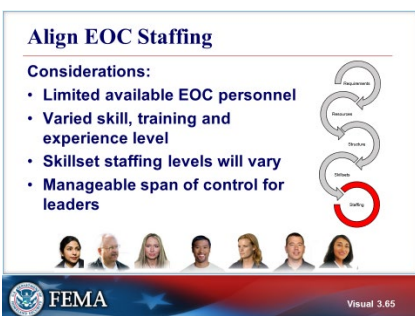 Align EOC Staffing
Considerations:
• Limited available EOC personnel
• Varied skill, training and
experience level
• Skillset staffing levels will vary
• Manageable span of control for
leaders
Requirements
Resources
Structure
Skillsets
Staffing
FEMA
Visual 3.65